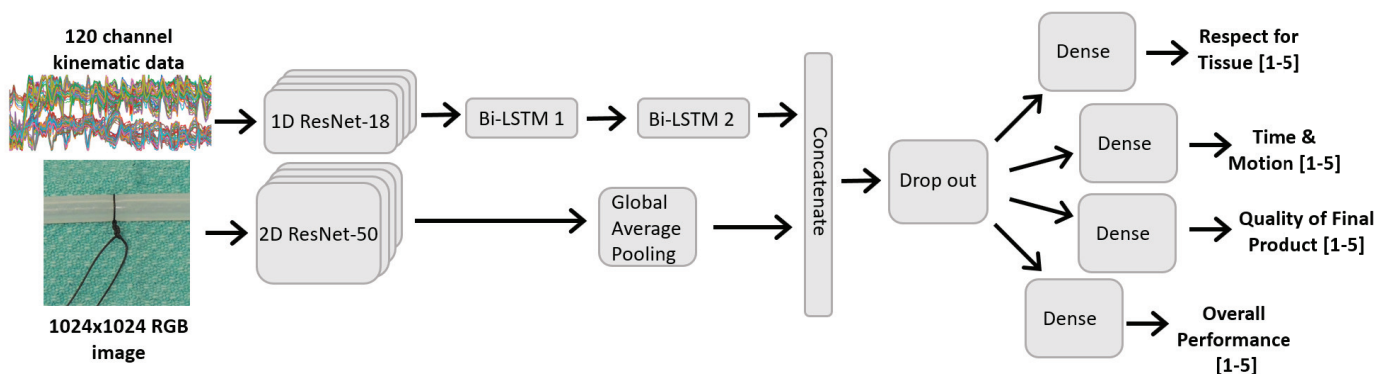 120 channel
kinematic data
1D ResNet-18
Bi-LSTM 1
Bi-LSTM 2
1024x1024 RGB
image
2D ResNet-50
Global
Average
Pooling
Concatenate
Drop out
Dense
Respect for
Tissue [1-5]
Dense
Time &
Motion [1-5]
Dense
Quality of Final
Product [1-5]
Dense
Overall
Performance
[1-5]